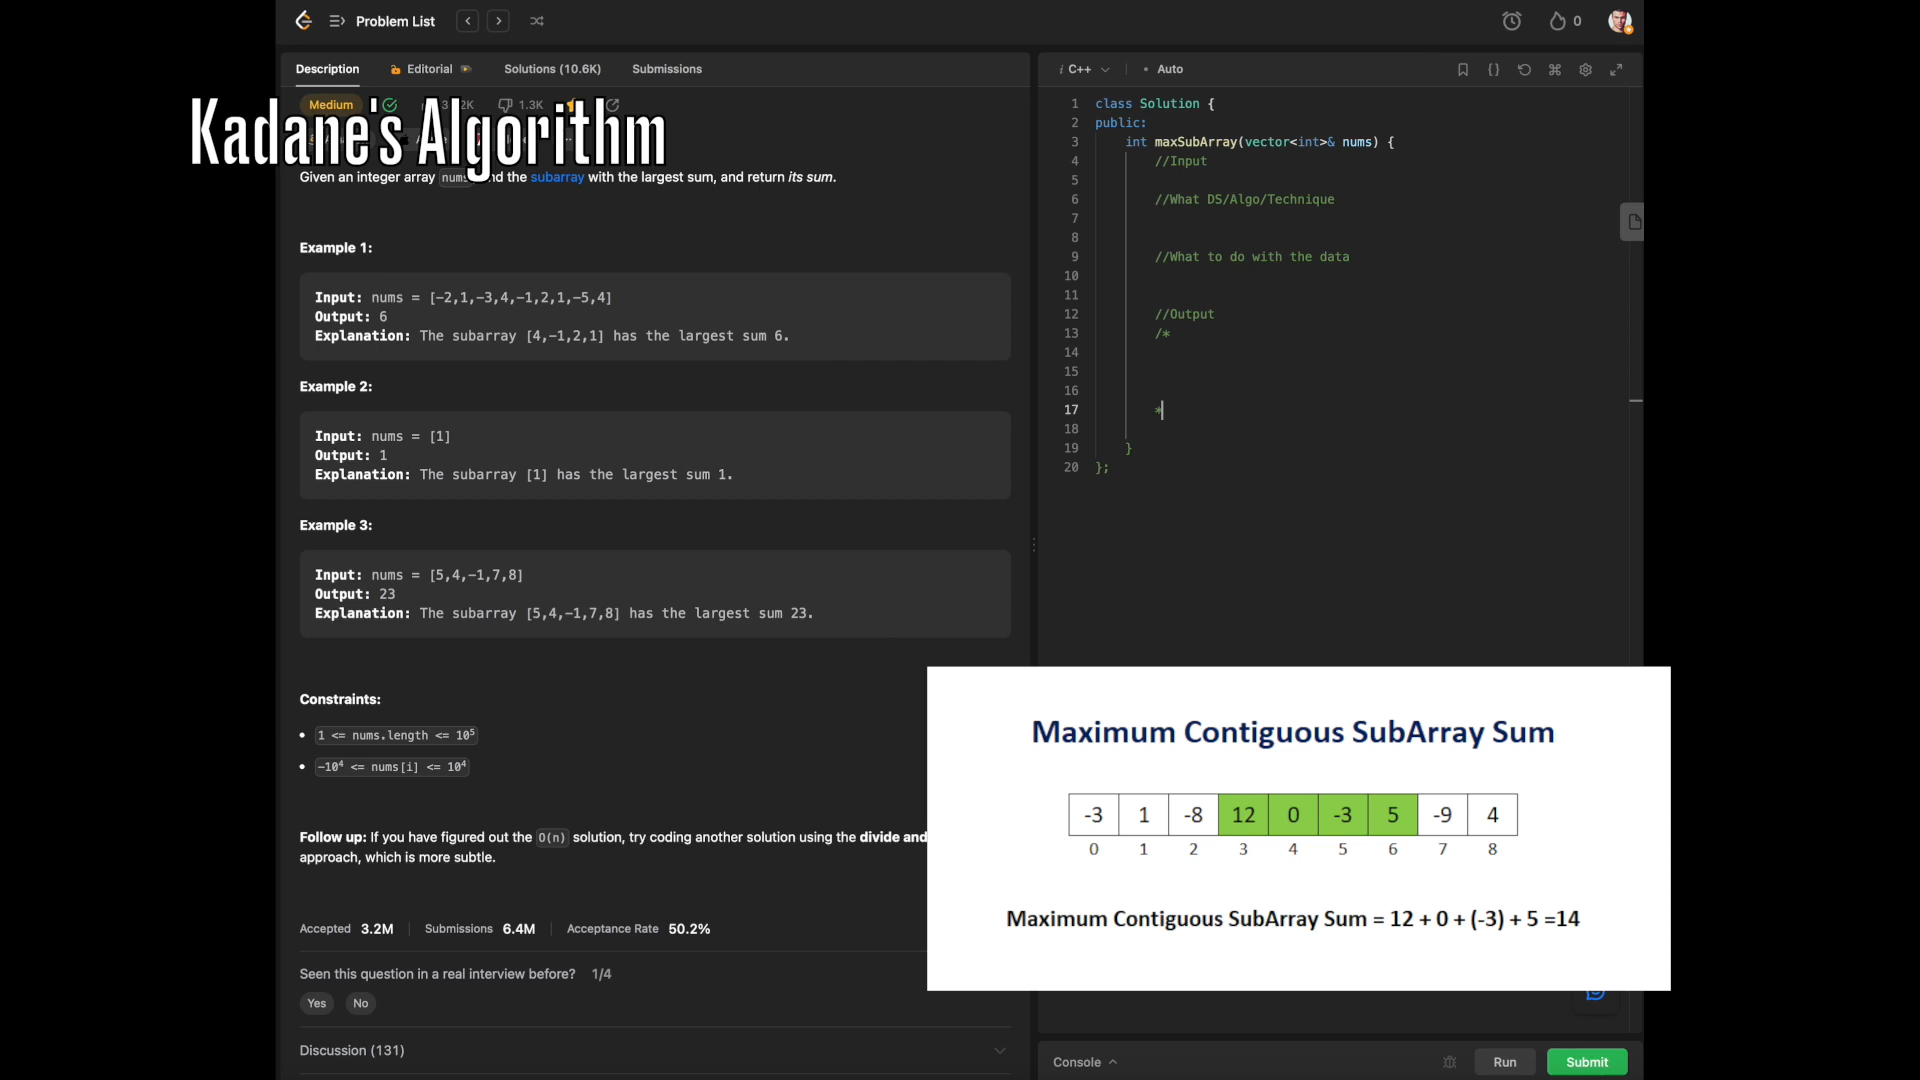 Problem List
0
Description
Editorial
Solutions (10.6K)
Submissions
Medium
1.3K
Kadane's Algorithm
Given an integer array nums the subarray with the largest sum, and return its sum.
Example 1:
Input: nums = [-2,1,-3,4,-1,2,1,-5,4]
Output: 6
Explanation: The subarray [4,-1,2,1] has the largest sum 6.
Example 2:
Input: nums = [1]
Output: 1
Explanation: The subarray [1] has the largest sum 1.
Example 3:
Input: nums = [5,4,-1,7,8]
Output: 23
Explanation: The subarray [5,4,-1,7,8] has the largest sum 23.
Constraints:
1 <= nums.length <= 10⁵
-10⁴ <= nums[i] <= 10⁴
Follow up: If you have figured out the O(n) solution, try coding another solution using the divide and
approach, which is more subtle.
Accepted 3.2M
Submissions 6.4M
Acceptance Rate 50.2%
Seen this question in a real interview before? 1/4
Yes
No
Discussion (131)
i C++
• Auto
1 class Solution {
2 public:
3 int maxSubArray(vector<int>& nums) {
4 //Input
5
6 //What DS/Algo/Technique
7
8
9 //What to do with the data
10
11
12 //Output
13 /*
14
15
16
17 *
18
19 }
20 };
Maximum Contiguous SubArray Sum
-3 1 -8 12 0 -3 5 -9 4
0 1 2 3 4 5 6 7 8
Maximum Contiguous SubArray Sum = 12 + 0 + (-3) + 5 =14
Console
Run
Submit